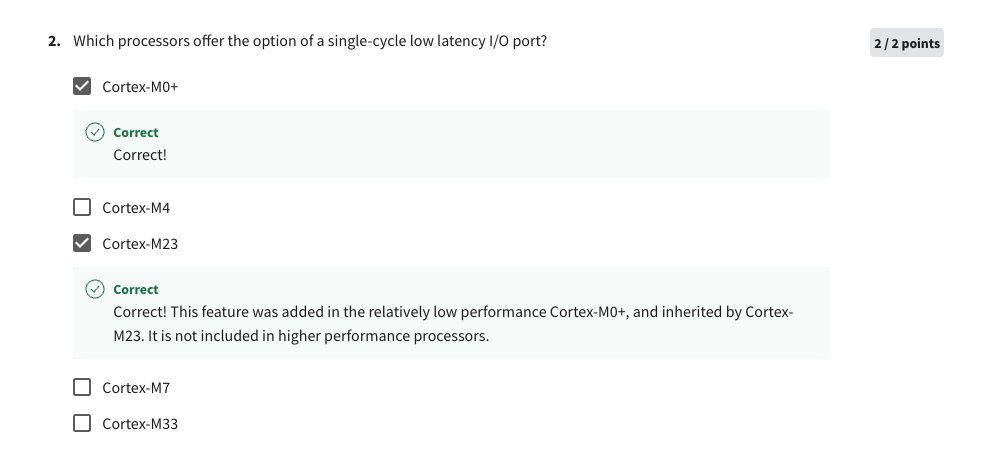 2. Which processors offer the option of a single-cycle low latency I/O port?
2 / 2 points
Cortex-M0+
Correct
Correct!
Cortex-M4
Cortex-M23
Correct
Correct! This feature was added in the relatively low performance Cortex-M0+, and inherited by Cortex-
M23. It is not included in higher performance processors.
Cortex-M7
Cortex-M33